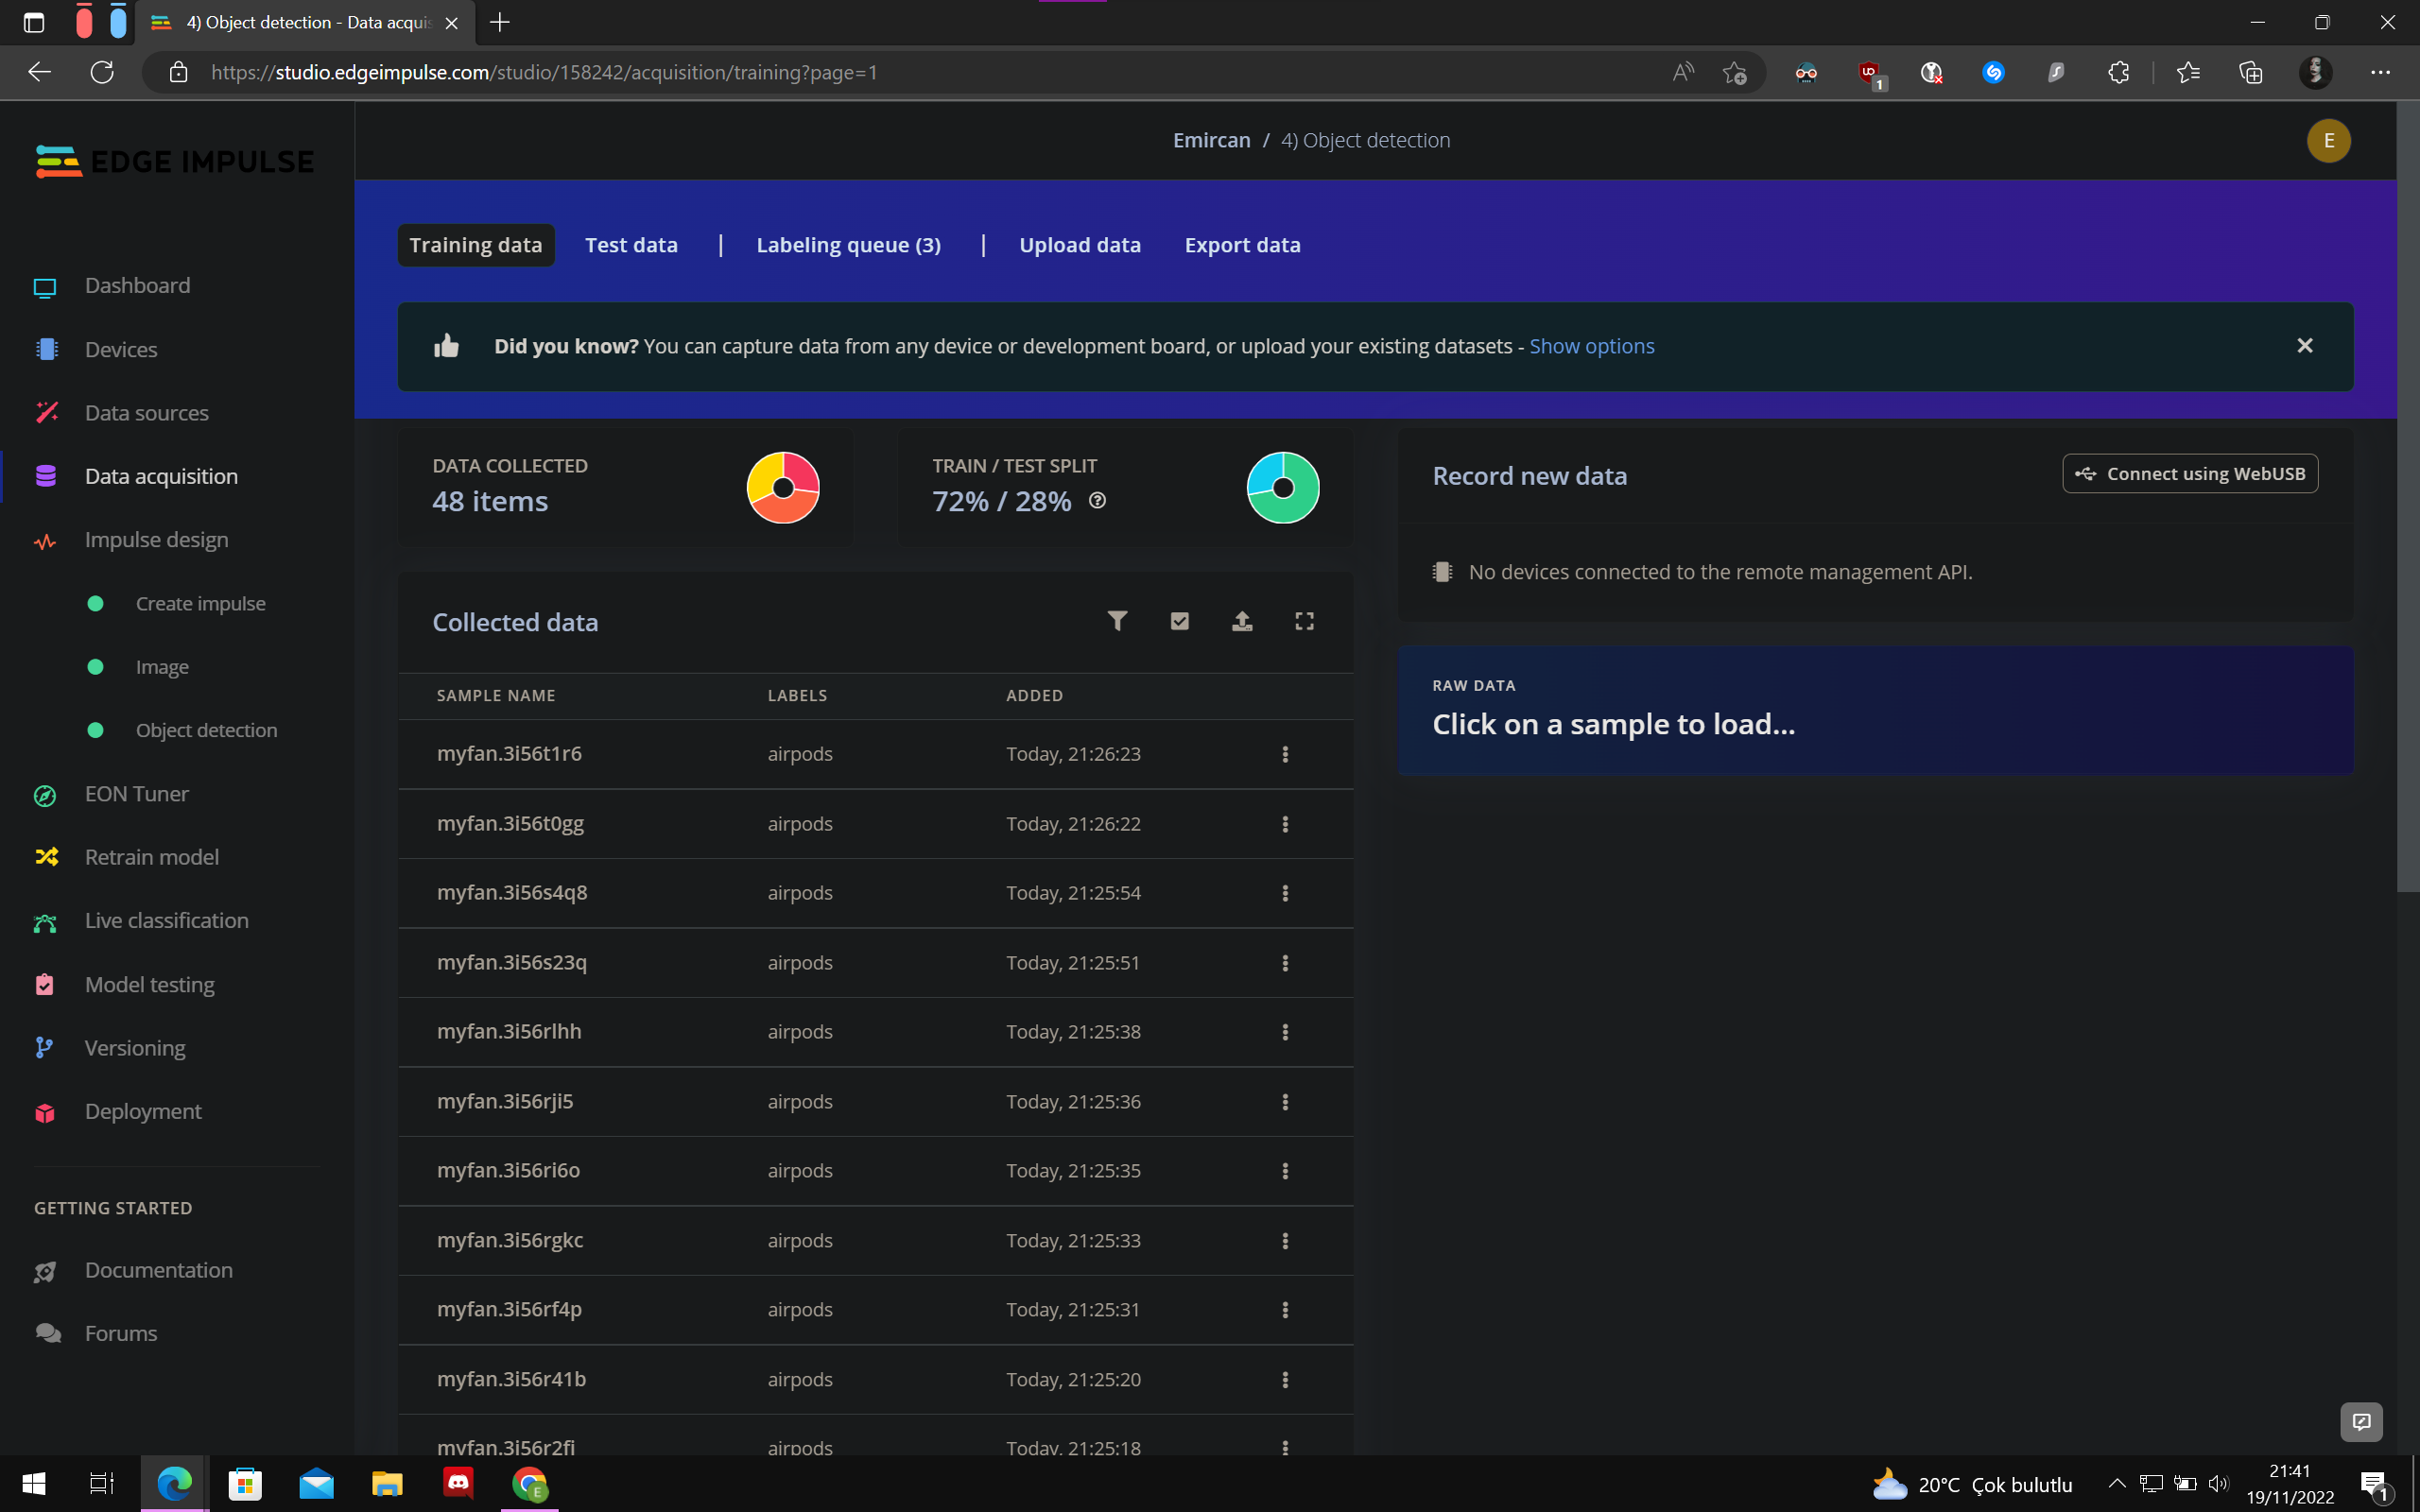 4) Object detection - Data acquis
https://studio.edgeimpulse.com/studio/158242/acquisition/training?page=1
1
EDGE IMPULSE
Emircan / 4) Object detection
E
Training data
Test data
|
Labeling queue (3)
|
Upload data
Export data
Did you know? You can capture data from any device or development board, or upload your existing datasets - Show options
Dashboard
Devices
Data sources
Data acquisition
Impulse design
Create impulse
Image
Object detection
EON Tuner
Retrain model
Live classification
Model testing
Versioning
Deployment
GETTING STARTED
Documentation
Forums
DATA COLLECTED
48 items
TRAIN / TEST SPLIT
72% / 28%
Collected data
SAMPLE NAME LABELS ADDED
myfan.3i56t1r6 airpods Today, 21:26:23
myfan.3i56t0gg airpods Today, 21:26:22
myfan.3i56s4q8 airpods Today, 21:25:54
myfan.3i56s23q airpods Today, 21:25:51
myfan.3i56rlhh airpods Today, 21:25:38
myfan.3i56rji5 airpods Today, 21:25:36
myfan.3i56ri6o airpods Today, 21:25:35
myfan.3i56rgkc airpods Today, 21:25:33
myfan.3i56rf4p airpods Today, 21:25:31
myfan.3i56r41b airpods Today, 21:25:20
myfan.3i56r2fi airpods Today, 21:25:18
Record new data
Connect using WebUSB
No devices connected to the remote management API.
RAW DATA
Click on a sample to load...
20°C Çok bulutlu
21:41
19/11/2022
1